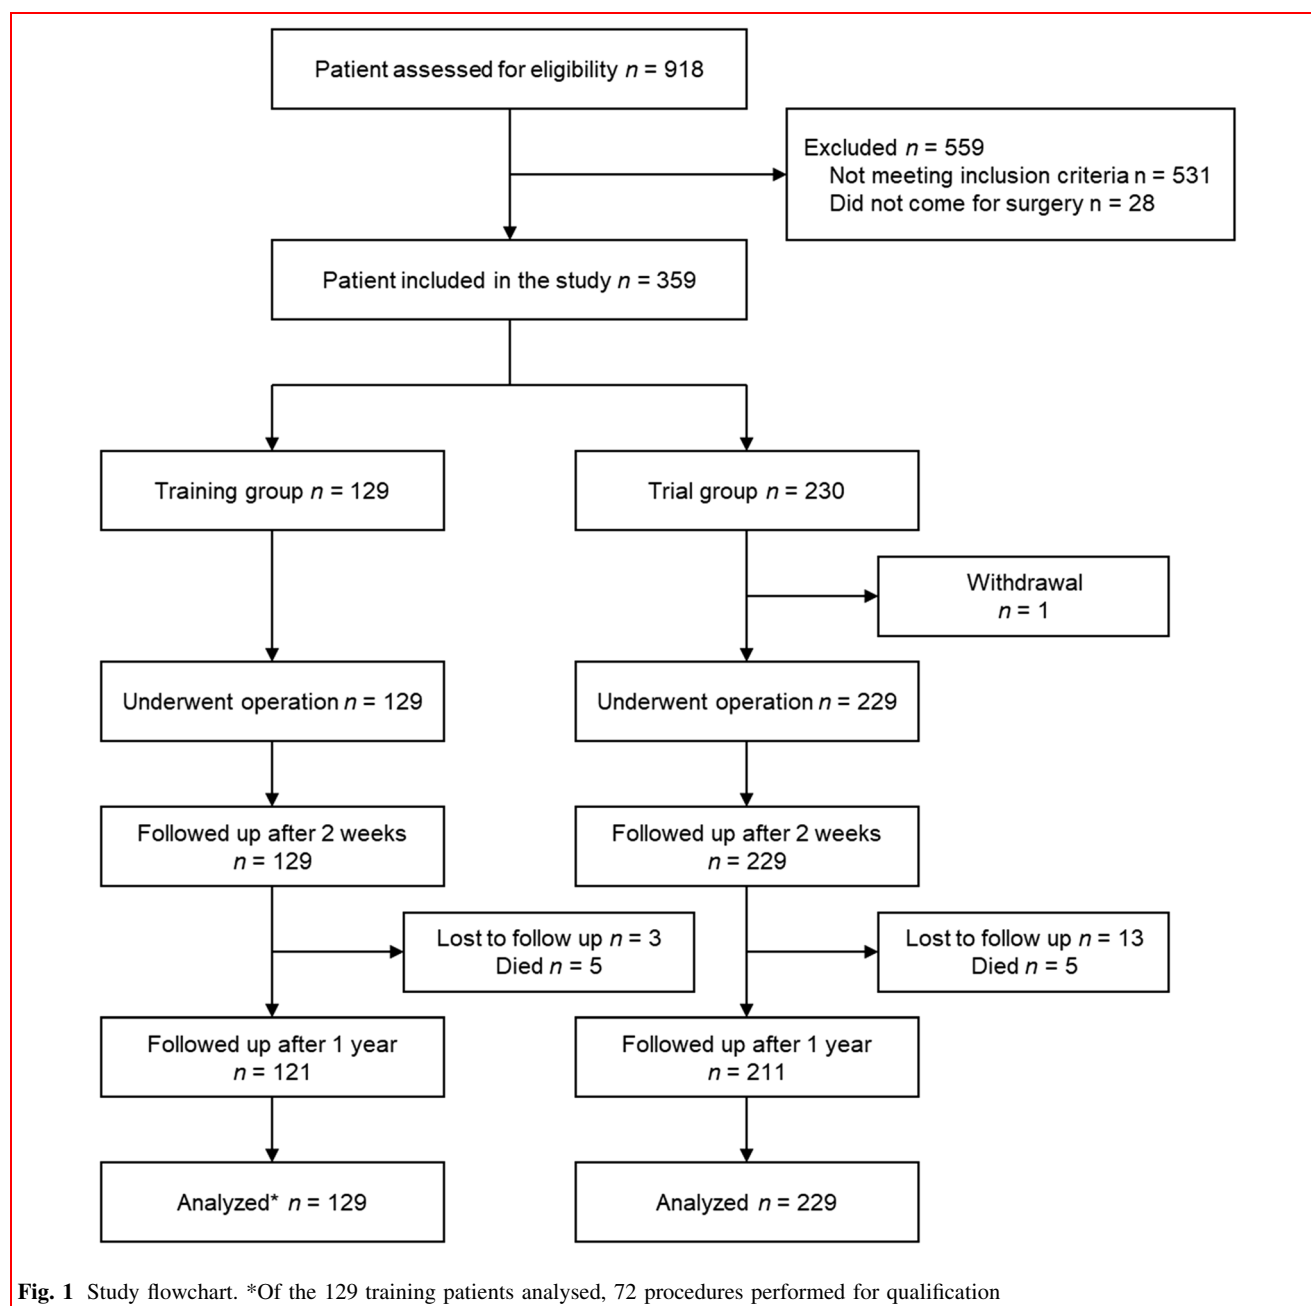 Patient assessed for eligibility n = 918
Excluded n = 559
Not meeting inclusion criteria n = 531
Did not come for surgery n = 28
Patient included in the study n = 359
Training group n = 129
Trial group n = 230
Withdrawal
n = 1
Underwent operation n = 129
Underwent operation n = 229
Followed up after 2 weeks
n = 129
Followed up after 2 weeks
n = 229
Lost to follow up n = 3
Died n = 5
Lost to follow up n = 13
Died n = 5
Followed up after 1 year
n = 121
Followed up after 1 year
n = 211
Analyzed* n = 129
Analyzed n = 229
Fig. 1 Study flowchart. *Of the 129 training patients analysed, 72 procedures performed for qualification